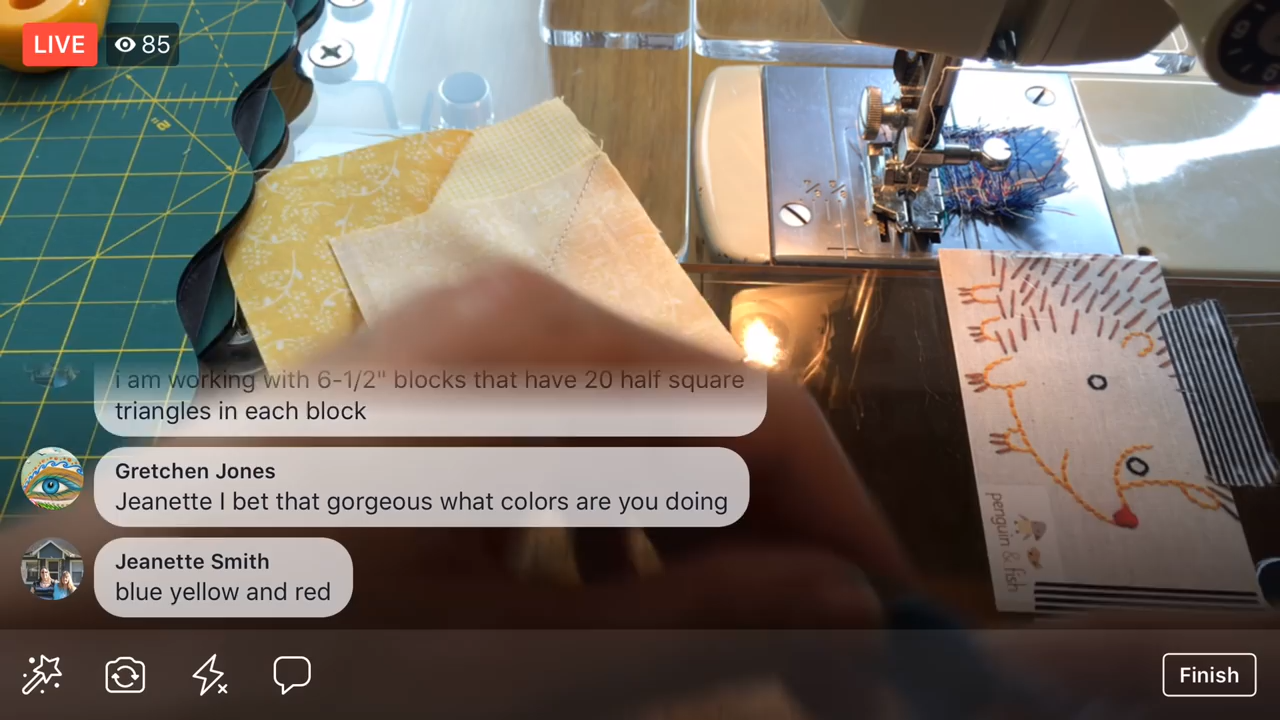 LIVE
85
i am working with 6-1/2" blocks that have 20 half square
triangles in each block
Gretchen Jones
Jeanette I bet that gorgeous what colors are you doing
Jeanette Smith
blue yellow and red
penguin & fish
Finish